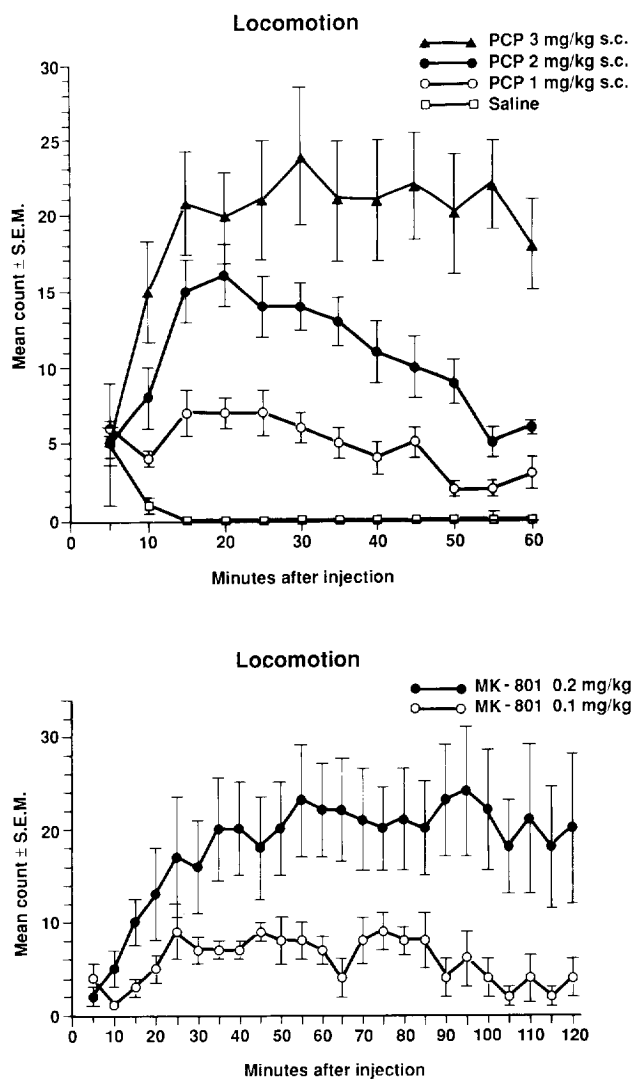 Locomotion
PCP 3 mg/kg s.c.
PCP 2 mg/kg s.c.
PCP 1 mg/kg s.c.
Saline
Mean count ± S.E.M.
30
25
20
15
10
5
0
0 10 20 30 40 50 60
Minutes after injection
Locomotion
MK-801 0.2 mg/kg
MK-801 0.1 mg/kg
Mean count ± S.E.M.
30
20
10
0
0 10 20 30 40 50 60 70 80 90 100 110 120
Minutes after injection